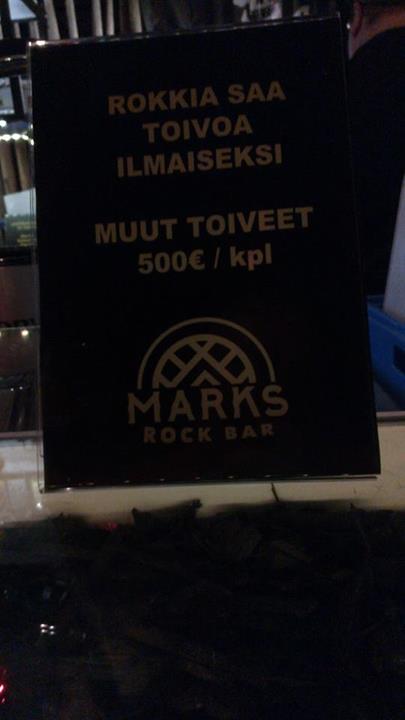 ROKKIA SAA
TOIVOA
ILMAISEKSI
MUUT TOIVEET
500€ / kpl
MARKS
ROCK BAR